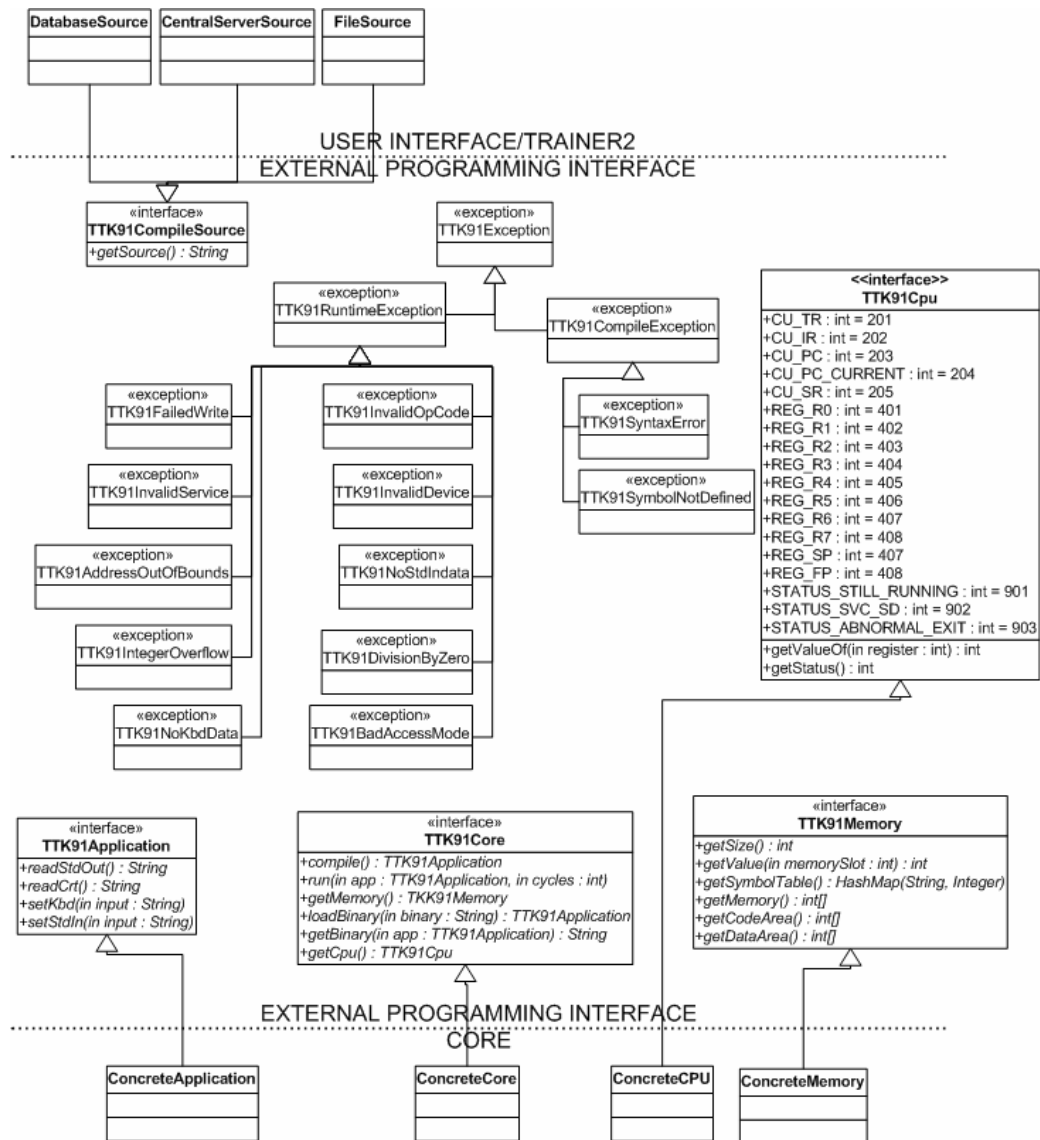 DatabaseSource
CentralServerSource
FileSource
USER INTERFACE/TRAINER2
EXTERNAL PROGRAMMING INTERFACE
«interface»
TTK91CompileSource
+getSource() : String
«exception»
TTK91Exception
«exception»
TTK91RuntimeException
«exception»
TTK91CompileException
«exception»
TTK91FailedWrite
«exception»
TTK91InvalidOpCode
«exception»
TTK91SyntaxError
«exception»
TTK91InvalidService
«exception»
TTK91InvalidDevice
«exception»
TTK91SymbolNotDefined
«exception»
TTK91AddressOutOfBounds
«exception»
TTK91NoStdIndata
«exception»
TTK91IntegerOverflow
«exception»
TTK91DivisionByZero
«exception»
TTK91NoKbdData
«exception»
TTK91BadAccessMode
<<interface>>
TTK91Cpu
+CU_TR : int = 201
+CU_IR : int = 202
+CU_PC : int = 203
+CU_PC_CURRENT : int = 204
+CU_SR : int = 205
+REG_R0 : int = 401
+REG_R1 : int = 402
+REG_R2 : int = 403
+REG_R3 : int = 404
+REG_R4 : int = 405
+REG_R5 : int = 406
+REG_R6 : int = 407
+REG_R7 : int = 408
+REG_SP : int = 407
+REG_FP : int = 408
+STATUS_STILL_RUNNING : int = 901
+STATUS_SVC_SD : int = 902
+STATUS_ABNORMAL_EXIT : int = 903
+getValueOf(in register : int) : int
+getStatus() : int
«interface»
TTK91Application
+readStdOut() : String
+readCrt() : String
+setKbd(in input : String)
+setStdIn(in input : String)
«interface»
TTK91Core
+compile() : TTK91Application
+run(in app : TTK91Application, in cycles : int)
+getMemory() : TKK91Memory
+loadBinary(in binary : String) : TTK91Application
+getBinary(in app : TTK91Application) : String
+getCpu() : TTK91Cpu
«interface»
TTK91Memory
+getSize() : int
+getValue(in memorySlot : int) : int
+getSymbolTable() : HashMap(String, Integer)
+getMemory() : int[]
+getCodeArea() : int[]
+getDataArea() : int[]
EXTERNAL PROGRAMMING INTERFACE
CORE
ConcreteApplication
ConcreteCore
ConcreteCPU
ConcreteMemory